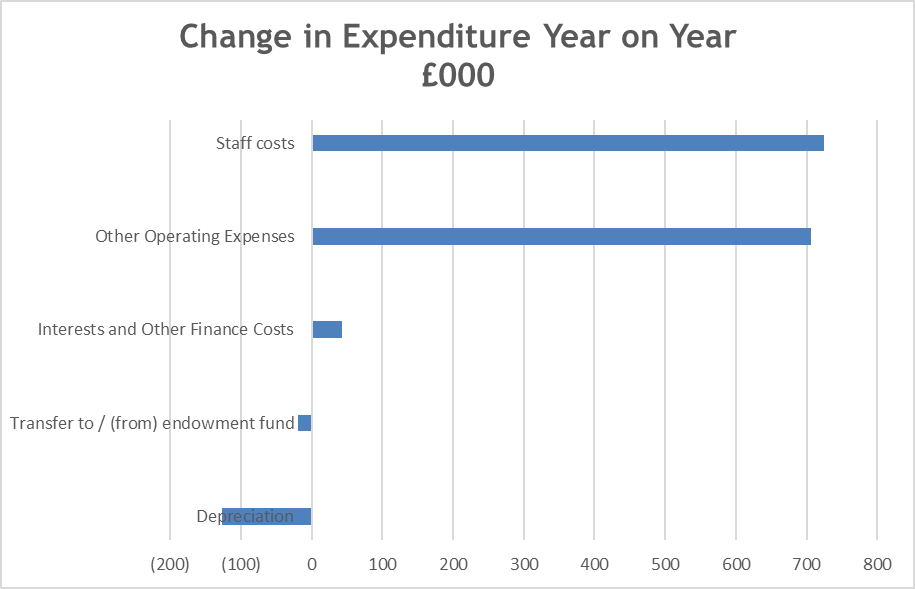 Change in Expenditure Year on Year
£000
Staff costs
Other Operating Expenses
Interests and Other Finance Costs
Transfer to / (from) endowment fund
Depreciation
(200) (100) 0 100 200 300 400 500 600 700 800